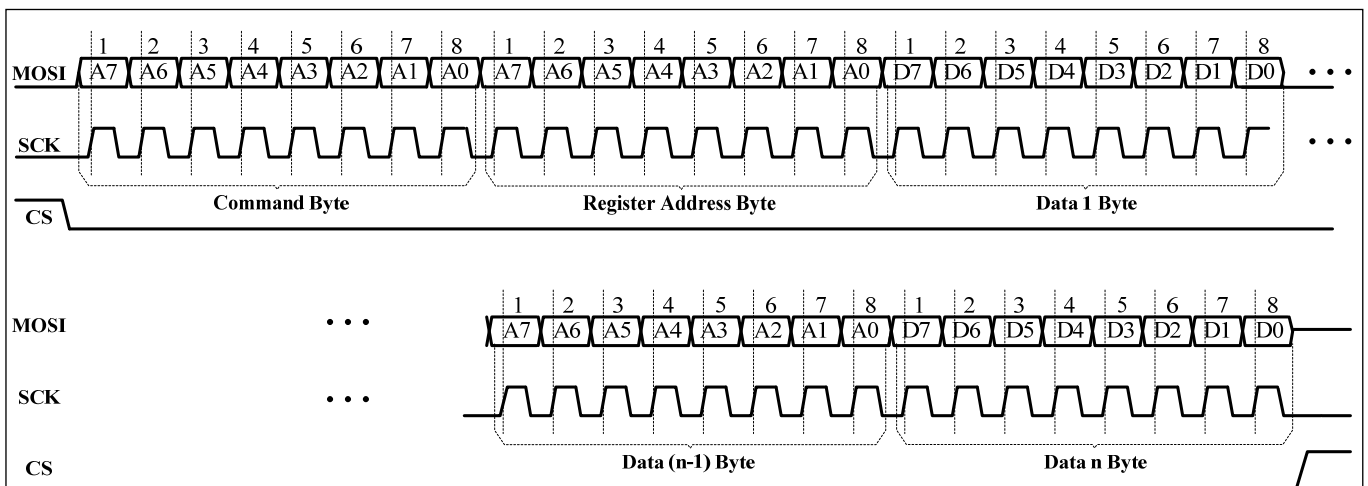 1 2 3 4 5 6 7 8 1 2 3 4 5 6 7 8 1 2 3 4 5 6 7 8
MOSI A7 A6 A5 A4 A3 A2 A1 A0 A7 A6 A5 A4 A3 A2 A1 A0 D7 D6 D5 D4 D3 D2 D1 D0 • • •
SCK • • •
Command Byte Register Address Byte Data 1 Byte
CS
1 2 3 4 5 6 7 8 1 2 3 4 5 6 7 8
MOSI • • • A7 A6 A5 A4 A3 A2 A1 A0 D7 D6 D5 D4 D3 D2 D1 D0
SCK • • •
Data (n-1) Byte Data n Byte
CS